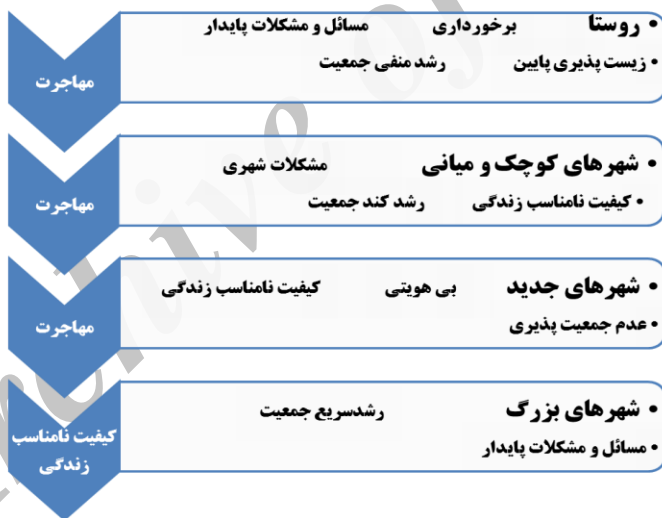 • روستا برخورداری مسائل و مشکلات پایدار
• زیست پذیری پایین رشد منفی جمعیت
مهاجرت
• شهرهای کوچک و میانی مشکلات شهری
• کیفیت نامناسب زندگی رشد کند جمعیت
مهاجرت
• شهرهای جدید بی هویتی کیفیت نامناسب زندگی
• عدم جمعیت پذیری
مهاجرت
• شهرهای بزرگ رشدسریع جمعیت
• مسائل و مشکلات پایدار
کیفیت نامناسب
زندگی